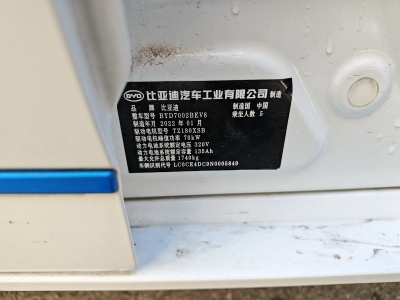 BYD 比亚迪汽车工业有限公司 制造
品牌 比亚迪 制造国 中国
整车型号 BYD7002BEV8 乘坐人数 5
制造年月 2022 年 01 月
驱动电机型号 TZ180XSB
驱动电机峰值功率 70kW
动力电池系统额定电压 320V
动力电池系统额定容量 135Ah
最大允许总质量 1740kg
车辆识别代号 LC0CE4DC9N0005849